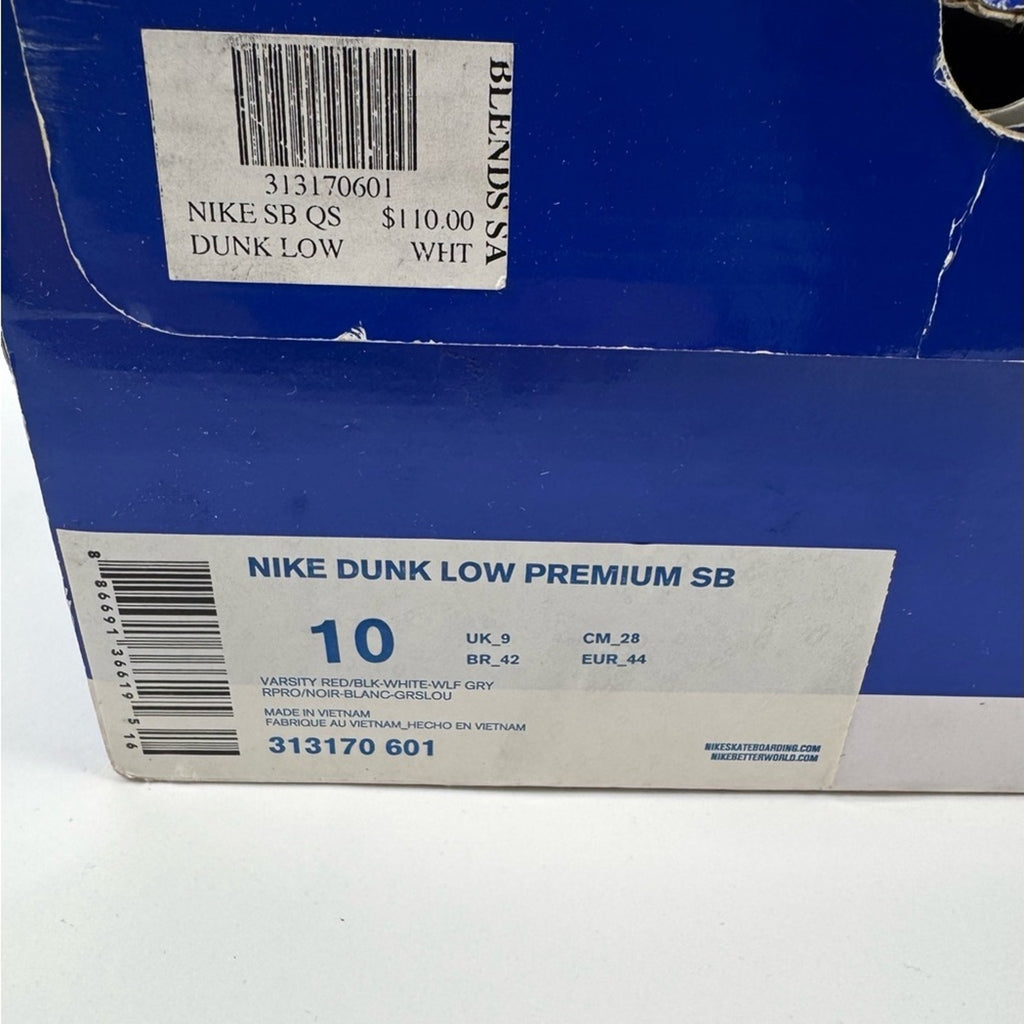 313170601
NIKE SB QS $110.00
DUNK LOW WHT
BLENDS SA
NIKE DUNK LOW PREMIUM SB
10
UK_9 CM_28
BR_42 EUR_44
VARSITY RED/BLK-WHITE-WLF GRY
RPRO/NOIR-BLANC-GRSLOU
MADE IN VIETNAM
FABRIQUE AU VIETNAM_HECHO EN VIETNAM
313170 601
NIKESKATEBOARDING.COM
NIKEBETTERWORLD.COM
8 86691 36619 5 16